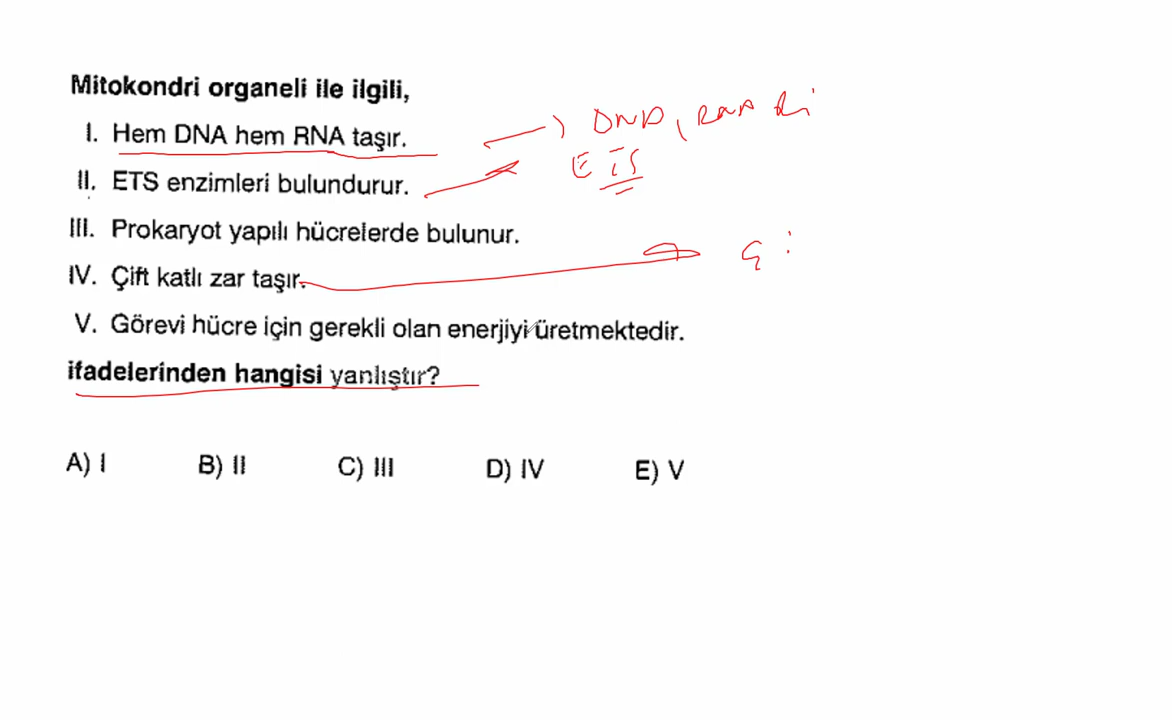 Mitokondri organeli ile ilgili,
I. Hem DNA hem RNA taşır.
DNA, RNA Ri
II. ETS enzimleri bulundurur.
ETS
III. Prokaryot yapılı hücrelerde bulunur.
IV. Çift katlı zar taşır.
Ç
V. Görevi hücre için gerekli olan enerjiyi üretmektedir.
ifadelerinden hangisi yanlıştır?
A) I B) II C) III D) IV E) V